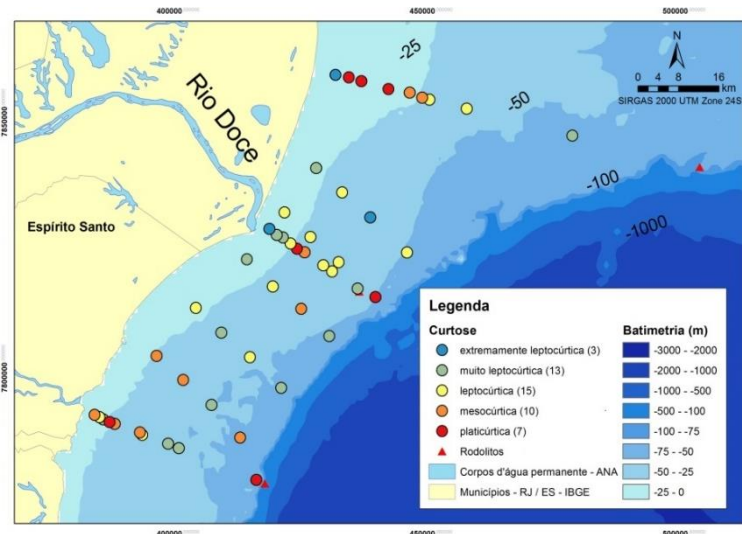 400000 450000 500000
-25
N
0 4 8 16
km
SIRGAS 2000 UTM Zone 24S
Rio Doce
-50
7850000
-100
Espírito Santo
-1000
Legenda
Curtose Batimetria (m)
extremamente leptocúrtica (3) -3000 - -2000
muito leptocúrtica (13) -2000 - -1000
leptocúrtica (15) -1000 - -500
mesocúrtica (10) -500 - -100
platicúrtica (7) -100 - -75
Rodolitos -75 - -50
Corpos d'água permanente - ANA -50 - -25
Municípios - RJ / ES - IBGE -25 - 0
7800000
400000 450000 500000